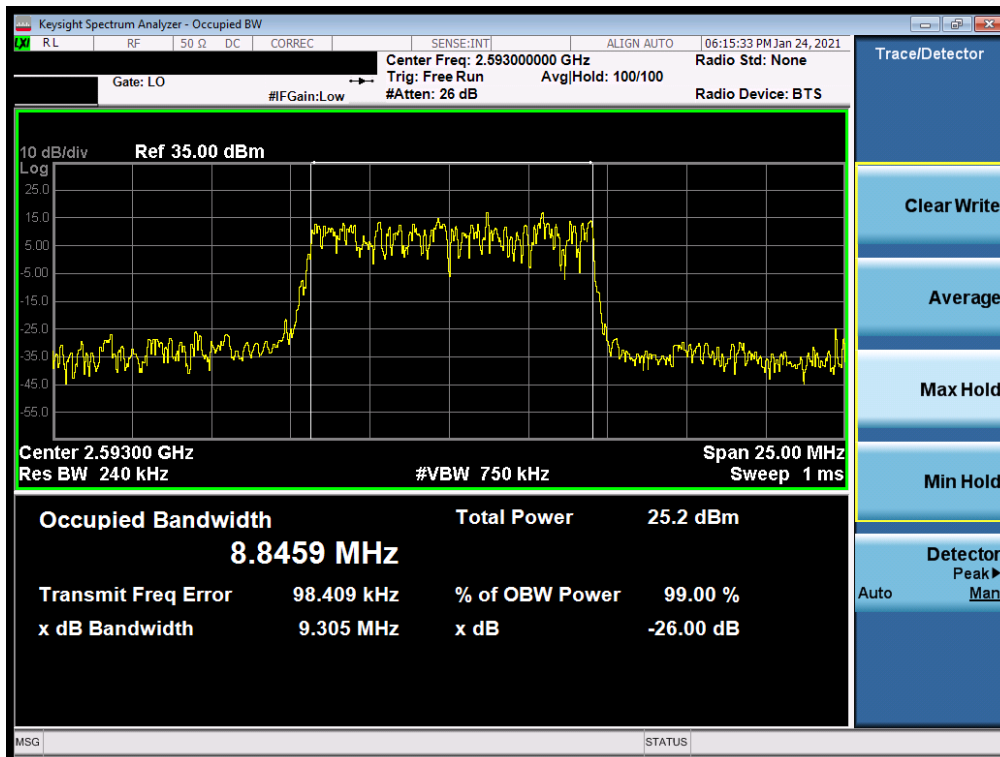 Keysight Spectrum Analyzer - Occupied BW
LXI RL RF 50 Ω DC CORREC SENSE:INT ALIGN AUTO 06:15:33 PM Jan 24, 2021
Center Freq: 2.593000000 GHz Radio Std: None
Gate: LO Trig: Free Run Avg|Hold: 100/100
#IFGain:Low #Atten: 26 dB Radio Device: BTS
10 dB/div Ref 35.00 dBm
Log
25.0
15.0
5.00
-5.00
-15.0
-25.0
-35.0
-45.0
-55.0
Center 2.59300 GHz Span 25.00 MHz
Res BW 240 kHz #VBW 750 kHz Sweep 1 ms
Occupied Bandwidth Total Power 25.2 dBm
8.8459 MHz
Transmit Freq Error 98.409 kHz % of OBW Power 99.00 %
x dB Bandwidth 9.305 MHz x dB -26.00 dB
MSG STATUS
Trace/Detector
Clear Write
Average
Max Hold
Min Hold
Detector
Peak
Auto Man